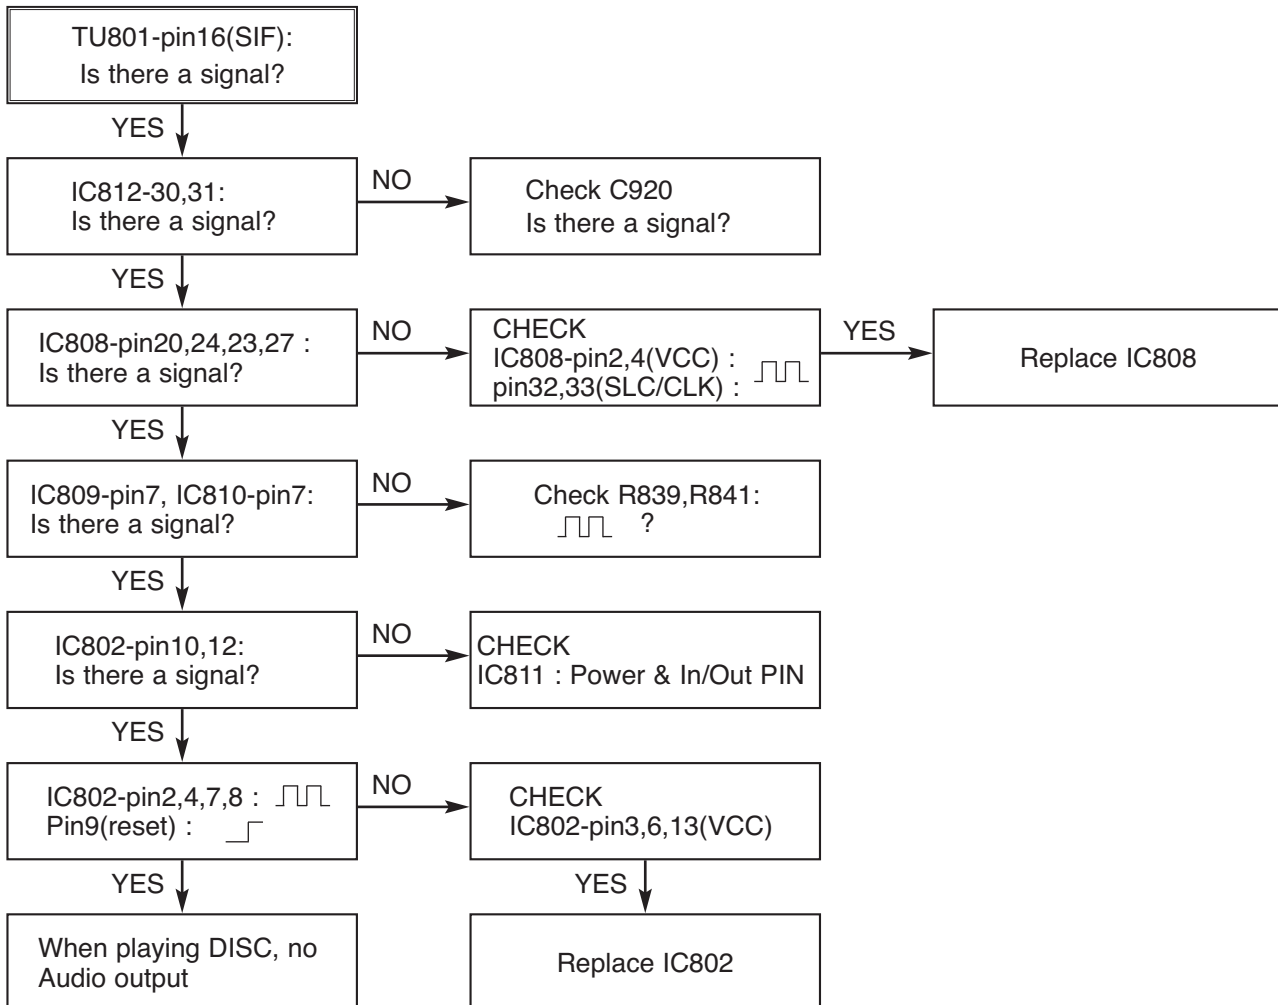 TU801-pin16(SIF):
Is there a signal?
YES
IC812-30,31:
Is there a signal?
NO
Check C920
Is there a signal?
YES
IC808-pin20,24,23,27 :
Is there a signal?
NO
CHECK
IC808-pin2,4(VCC) :
pin32,33(SLC/CLK) :
YES
Replace IC808
YES
IC809-pin7, IC810-pin7:
Is there a signal?
NO
Check R839,R841:
?
YES
IC802-pin10,12:
Is there a signal?
NO
CHECK
IC811 : Power & In/Out PIN
YES
IC802-pin2,4,7,8 :
Pin9(reset) :
NO
CHECK
IC802-pin3,6,13(VCC)
YES
YES
When playing DISC, no
Audio output
Replace IC802